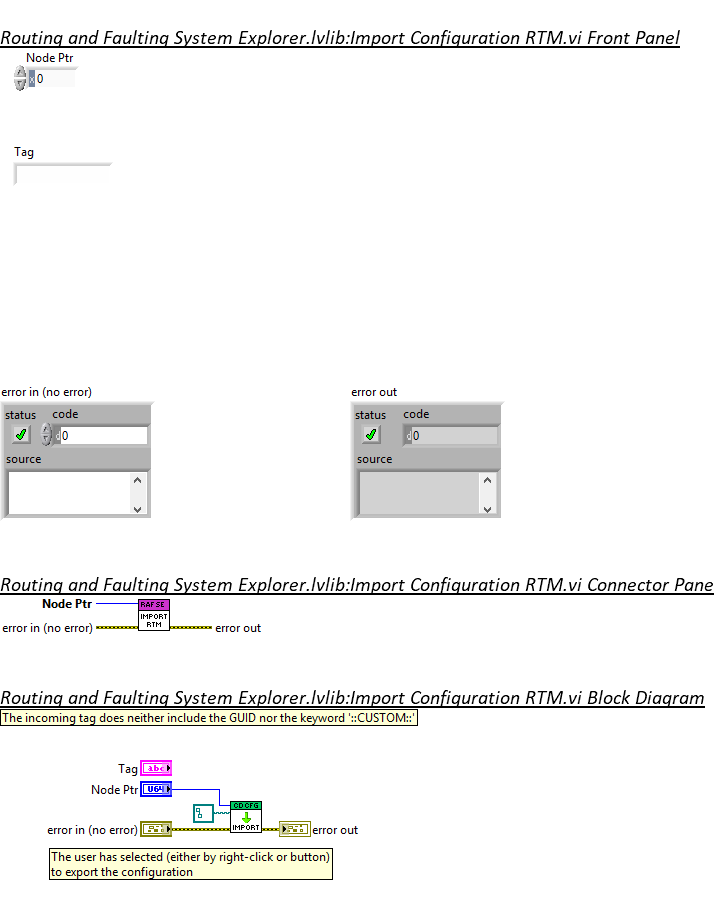 Routing and Faulting System Explorer.lvlib:Import Configuration RTM.vi Front Panel
Node Ptr
x 0
Tag
error in (no error)
error out
status code
d 0
source
status code
d 0
source
Routing and Faulting System Explorer.lvlib:Import Configuration RTM.vi Connector Pane
Node Ptr
RAF SE
IMPORT
RTM
error in (no error)
error out
Routing and Faulting System Explorer.lvlib:Import Configuration RTM.vi Block Diagram
The incoming tag does neither include the GUID nor the keyword '::CUSTOM::'
Tag
abc
Node Ptr
U64
CD CFG
IMPORT
error in (no error)
error out
The user has selected (either by right-click or button)
to export the configuration